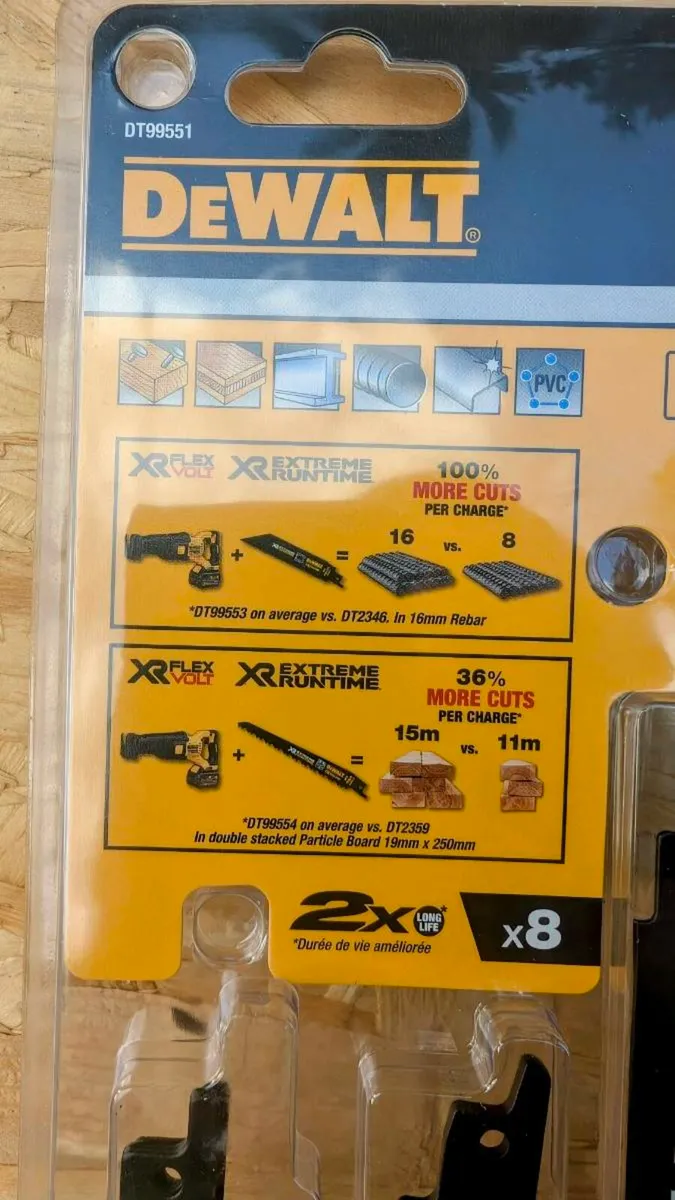 DT99551
DEWALT®
PVC
XR FLEX VOLT XR EXTREME RUNTIME
100%
MORE CUTS
PER CHARGE*
16 vs. 8
+ =
DEWALT
*DT99553 on average vs. DT2346. In 16mm Rebar
XR FLEX VOLT XR EXTREME RUNTIME
36%
MORE CUTS
PER CHARGE*
15m vs. 11m
+ =
*DT99554 on average vs. DT2359
In double stacked Particle Board 19mm x 250mm
2x LONG LIFE*
*Durée de vie améliorée
x8